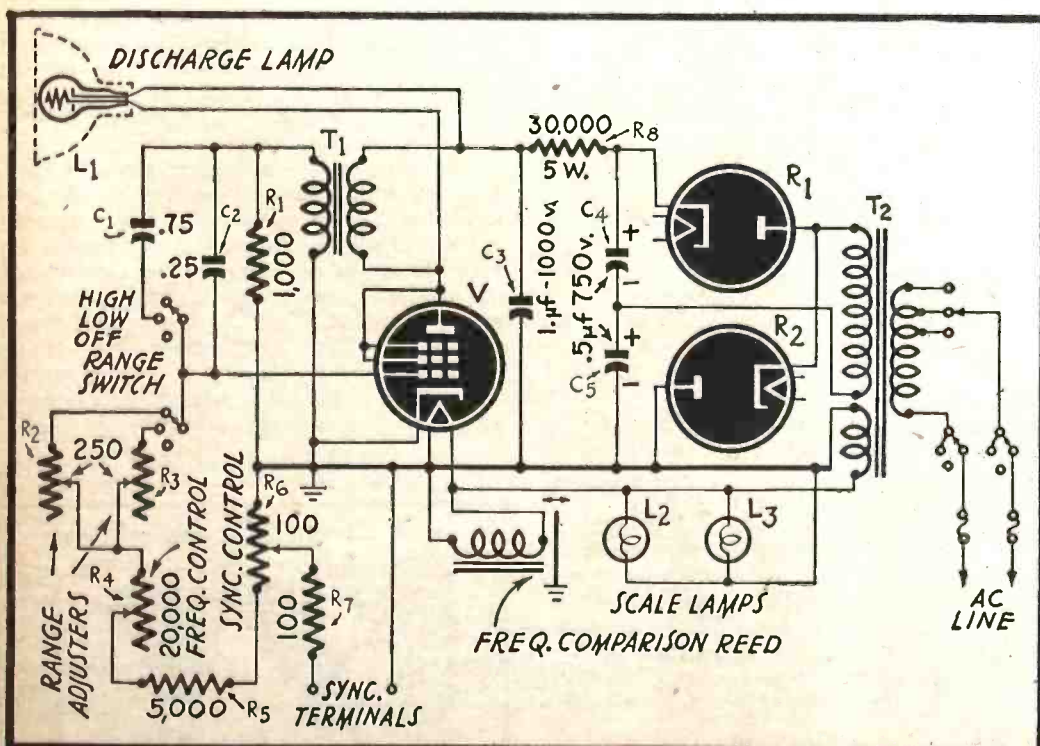 DISCHARGE LAMP
L1
T1
30,000
R8
5 W.
R1
T2
C1
.75
C2
.25
R1
1,000
C3
1.µf-1000v.
C4
+
-
.5µf 750v.
+
C5
-
V
R2
HIGH
LOW
OFF
RANGE
SWITCH
R2
250
R3
R4
20,000
FREQ. CONTROL
RANGE
ADJUSTERS
5,000
R5
R6
100
SYNC. CONTROL
100
R7
SYNC.
TERMINALS
L2
L3
SCALE LAMPS
FREQ. COMPARISON REED
AC
LINE